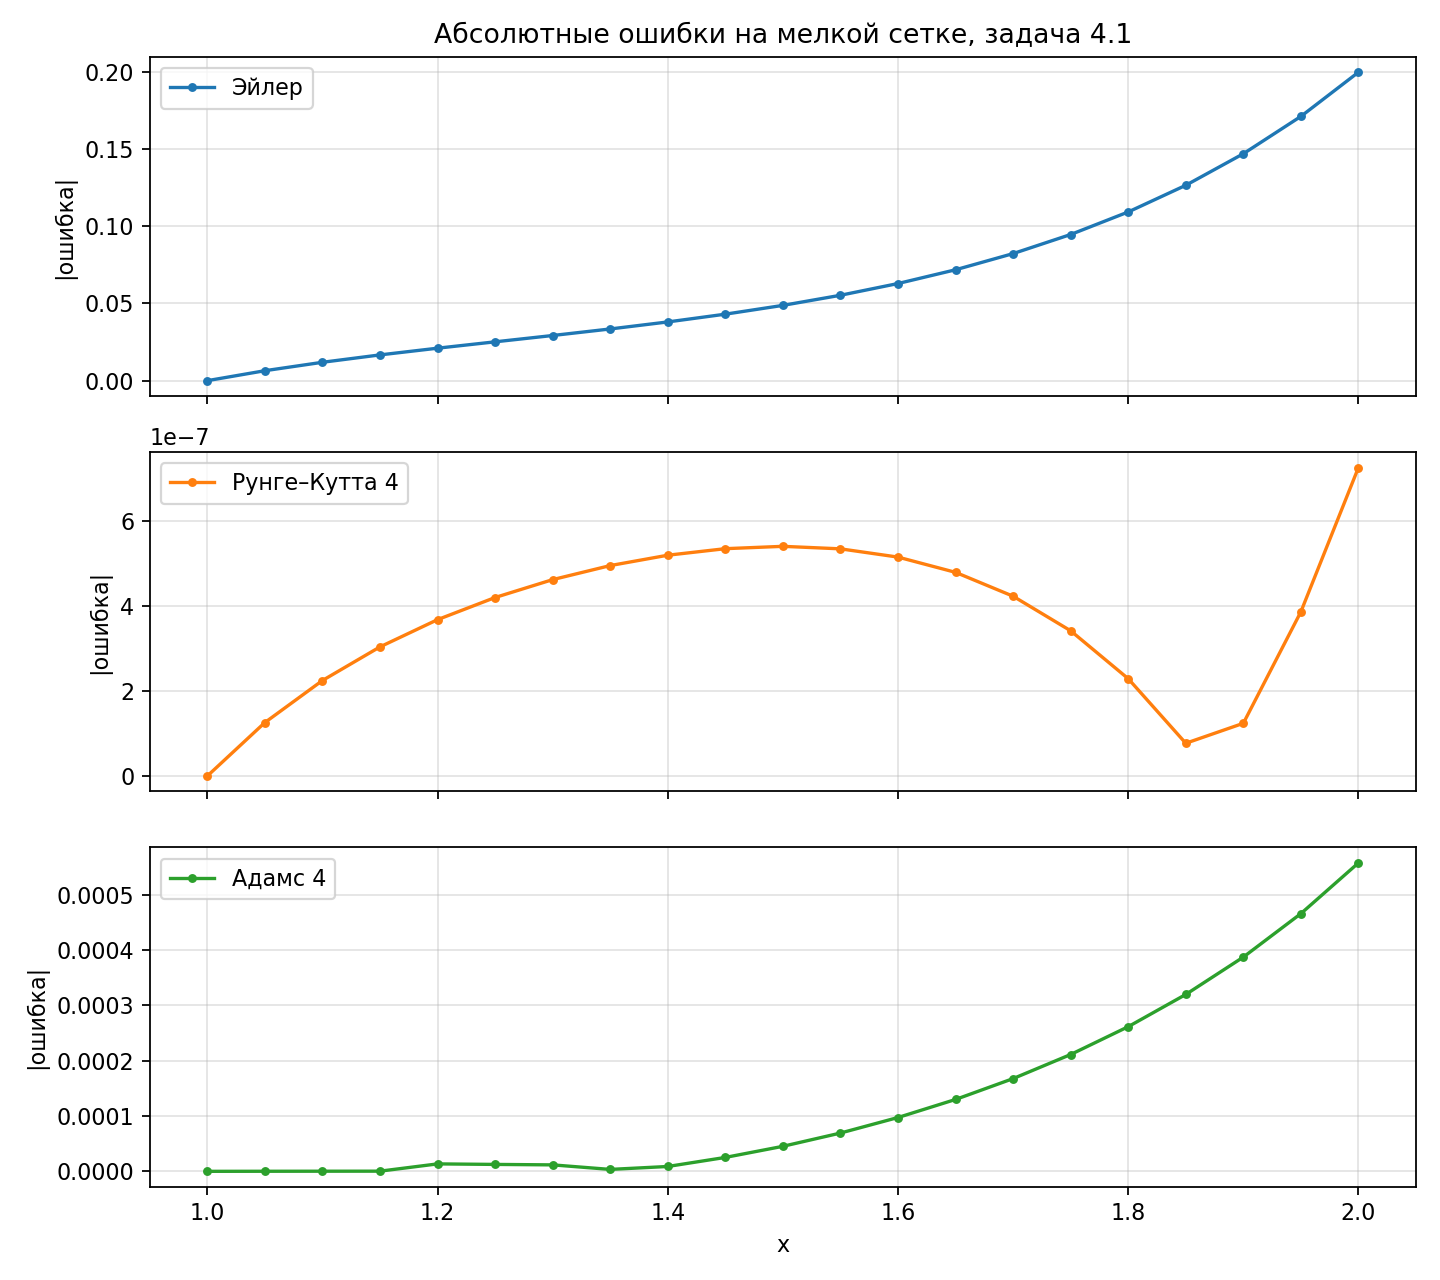 Абсолютные ошибки на мелкой сетке, задача 4.1
Эйлер
0.20
0.15
0.10
0.05
0.00
|ошибка|
1e−7
Рунге–Кутта 4
6
4
2
0
|ошибка|
Адамс 4
0.0005
0.0004
0.0003
0.0002
0.0001
0.0000
|ошибка|
1.0 1.2 1.4 1.6 1.8 2.0
x